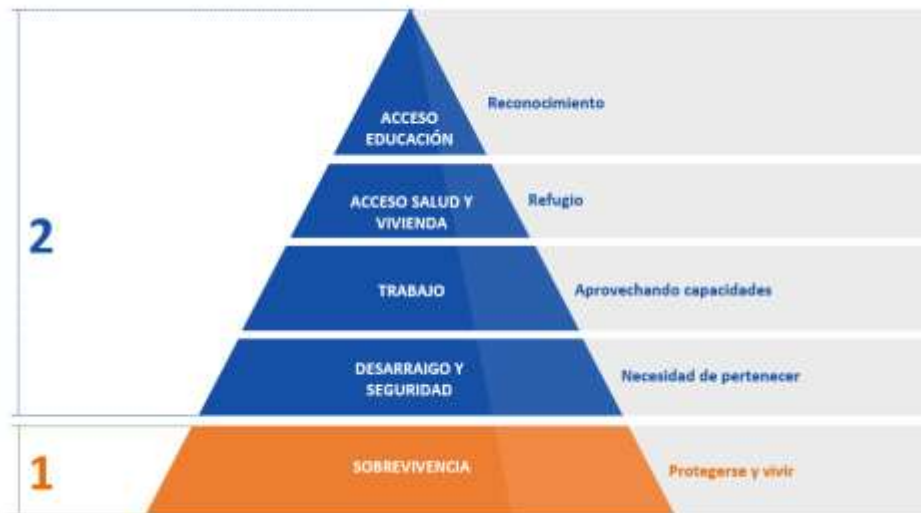 2
ACCESO
EDUCACIÓN
Reconocimiento
ACCESO SALUD Y
VIVIENDA
Refugio
TRABAJO
Aprovechando capacidades
DESARRAIGO Y
SEGURIDAD
Necesidad de pertenecer
1
SOBREVIVENCIA
Protegerse y vivir